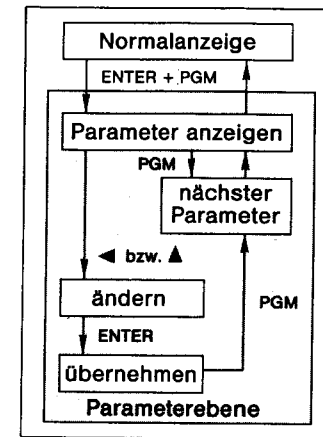 Normalanzeige
ENTER + PGM
Parameter anzeigen
PGM
nächster
Parameter
◄ bzw. ▲
ändern
PGM
ENTER
übernehmen
Parameterebene